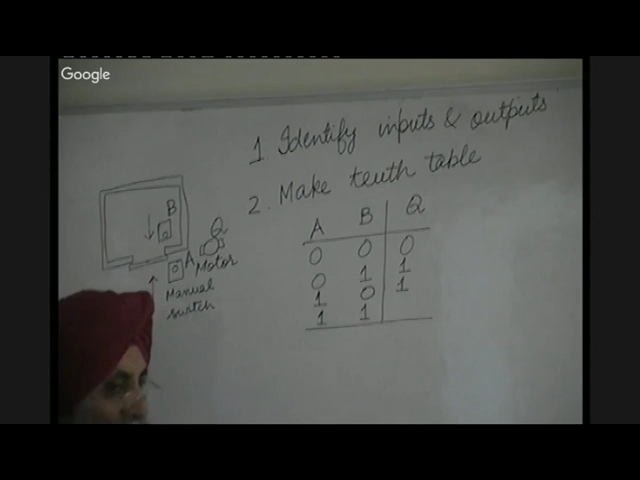 Google
1 Identify inputs & outputs
2. Make teuth table
A B Q
0 0 0
0 1 1
1 0 1
1 1
B
Q
A Motor
Manual
switch